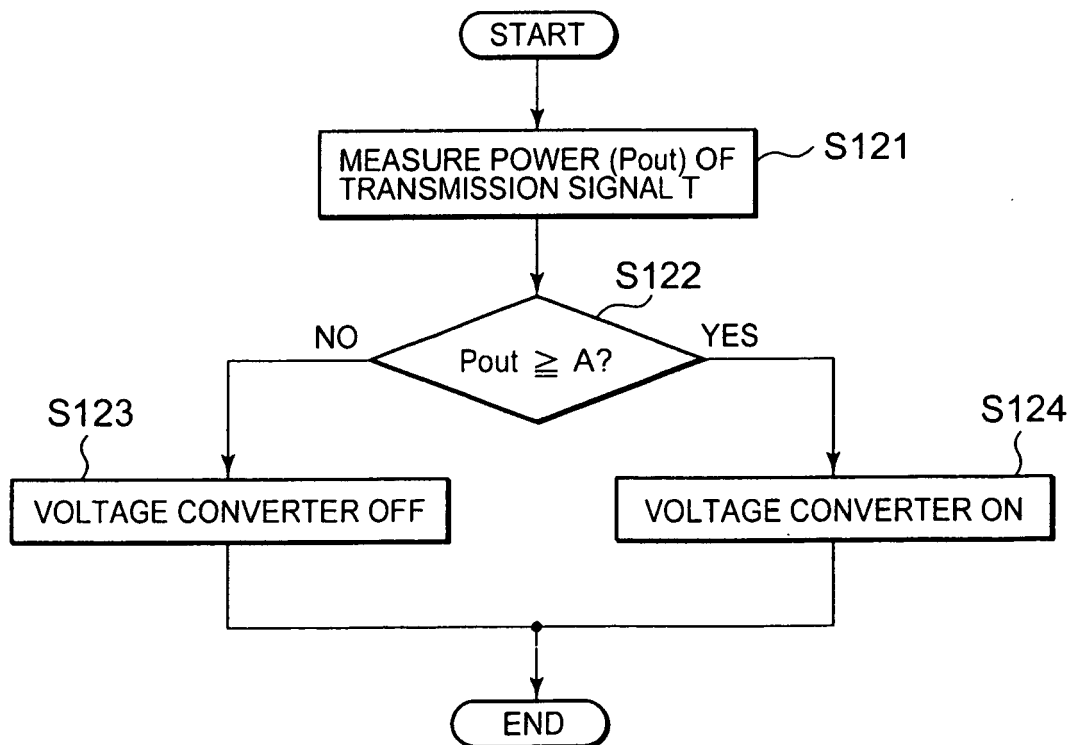 START
MEASURE POWER (Pout) OF
TRANSMISSION SIGNAL T
S121
S122
NO
YES
Pout ≧ A?
S123
S124
VOLTAGE CONVERTER OFF
VOLTAGE CONVERTER ON
END